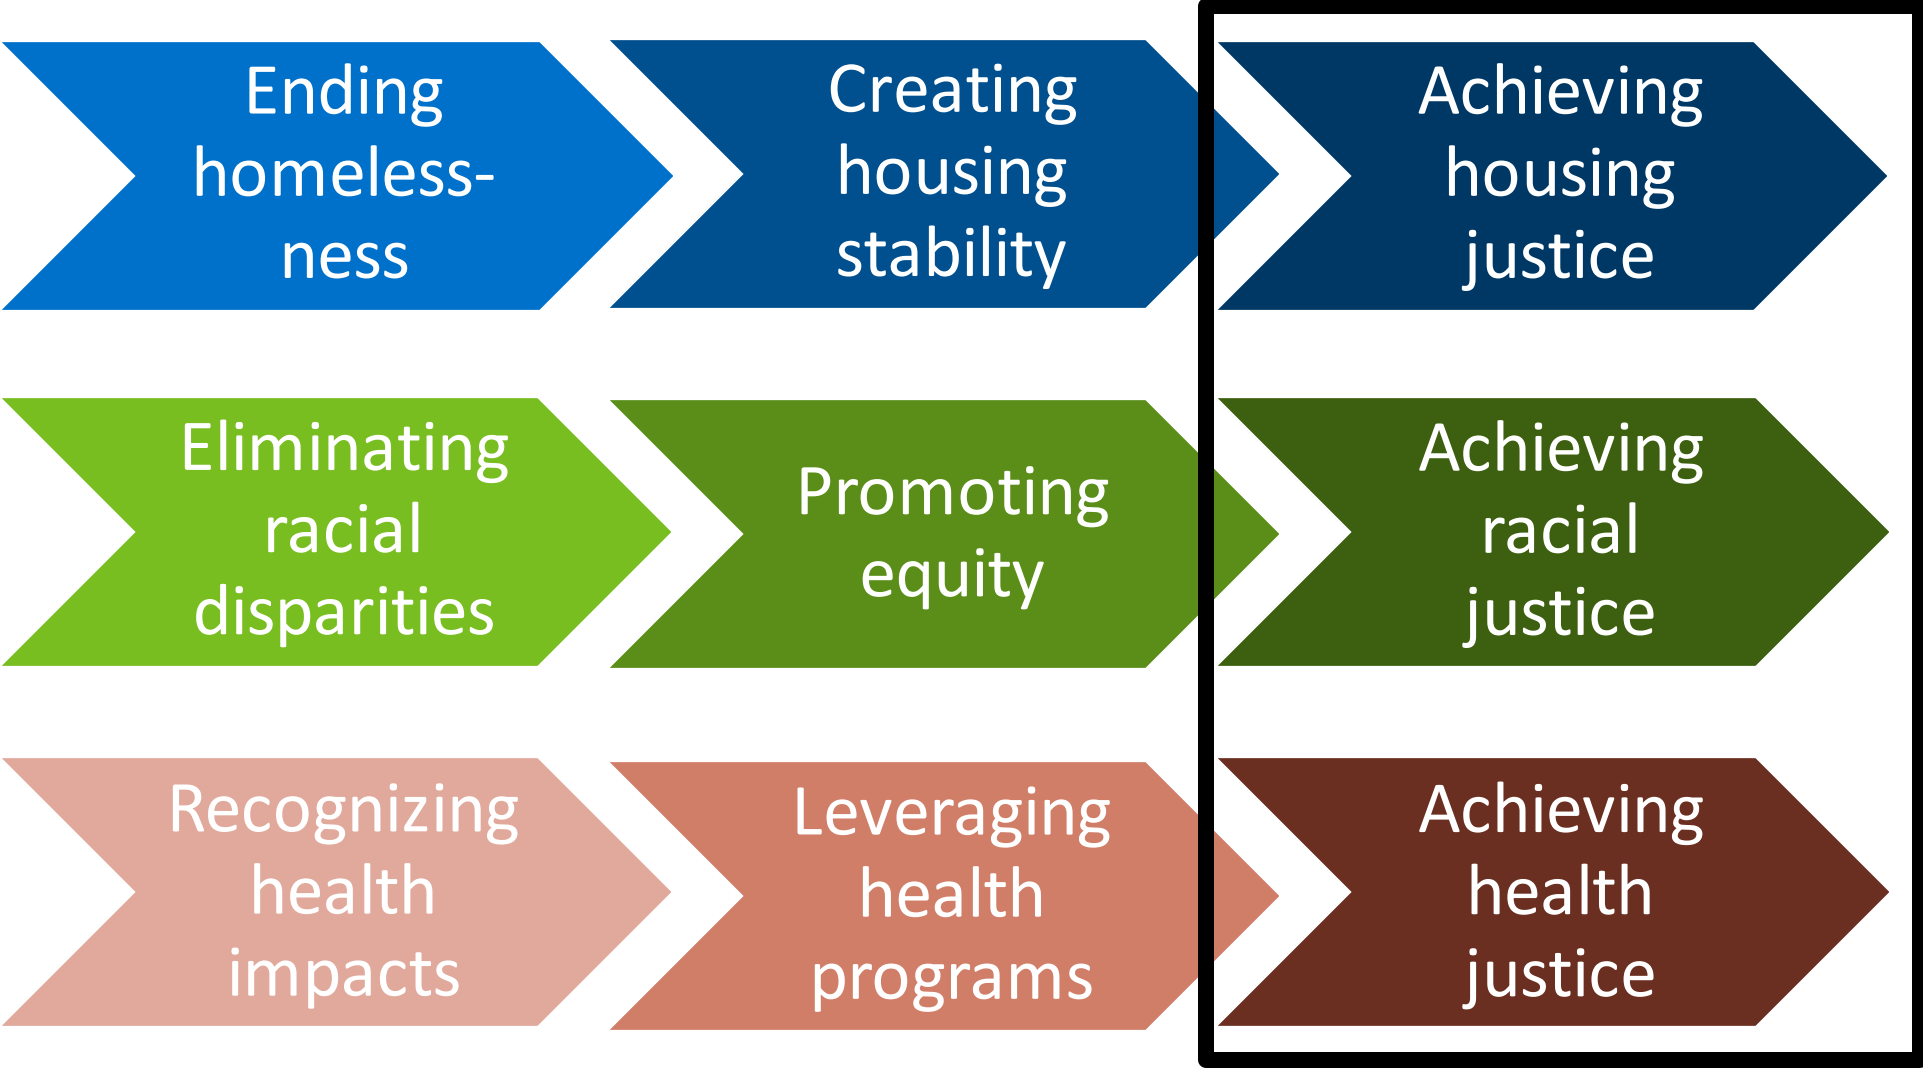 Ending
homeless-
ness
Creating
housing
stability
Achieving
housing
justice
Eliminating
racial
disparities
Promoting
equity
Achieving
racial
justice
Recognizing
health
impacts
Leveraging
health
programs
Achieving
health
justice